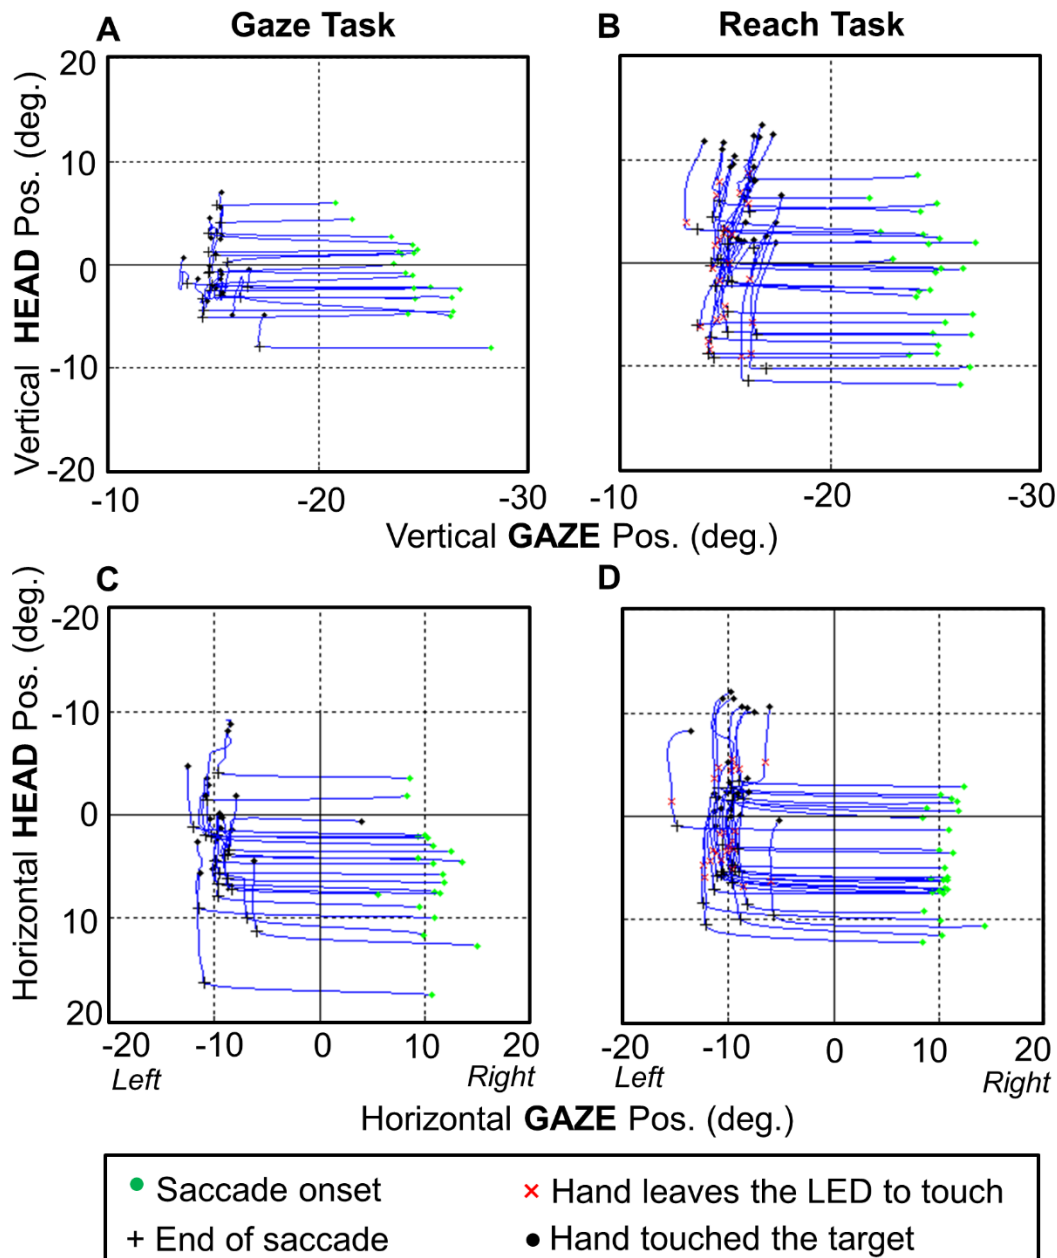 A Gaze Task
B Reach Task
Vertical HEAD Pos. (deg.)
20
10
0
-10
-20
-10 -20 -30
-10 -20 -30
Vertical GAZE Pos. (deg.)
C
D
Horizontal HEAD Pos. (deg.)
-20
-10
0
10
20
-20 -10 0 10 20
Left Right
-20 -10 0 10 20
Left Right
Horizontal GAZE Pos. (deg.)
Saccade onset
Hand leaves the LED to touch
End of saccade
Hand touched the target